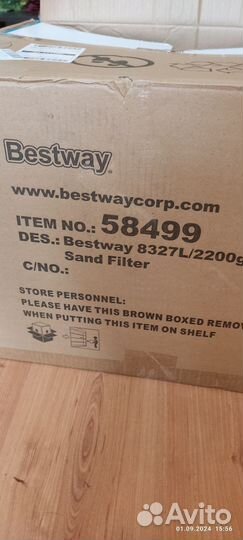 Bestway
www.bestwaycorp.com
ITEM NO.: 58499
DES.: Bestway 8327L/2200g
Sand Filter
C/NO.:
STORE PERSONNEL:
PLEASE HAVE THIS BROWN BOXED REMOV
WHEN PUTTING THIS ITEM ON SHELF
Avito
01.09.2024 15:56